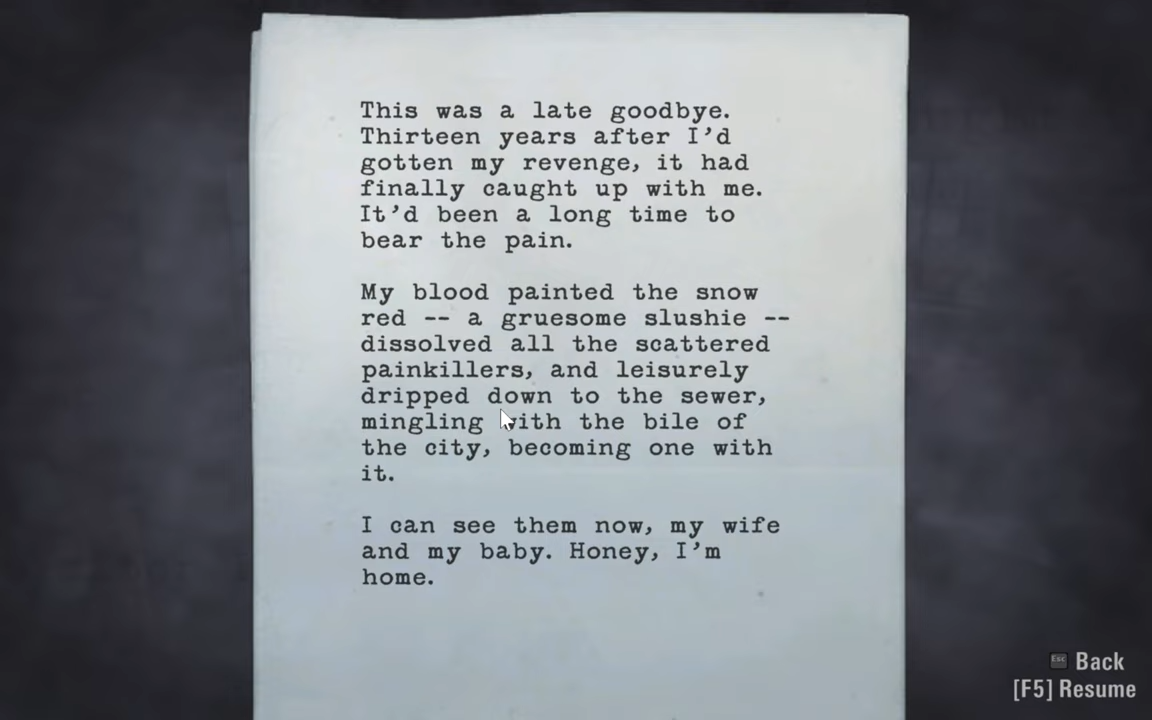 This was a late goodbye.
Thirteen years after I'd
gotten my revenge, it had
finally caught up with me.
It'd been a long time to
bear the pain.
My blood painted the snow
red -- a gruesome slushie --
dissolved all the scattered
painkillers, and leisurely
dripped down to the sewer,
mingling with the bile of
the city, becoming one with
it.
I can see them now, my wife
and my baby. Honey, I'm
home.
Esc Back
[F5] Resume